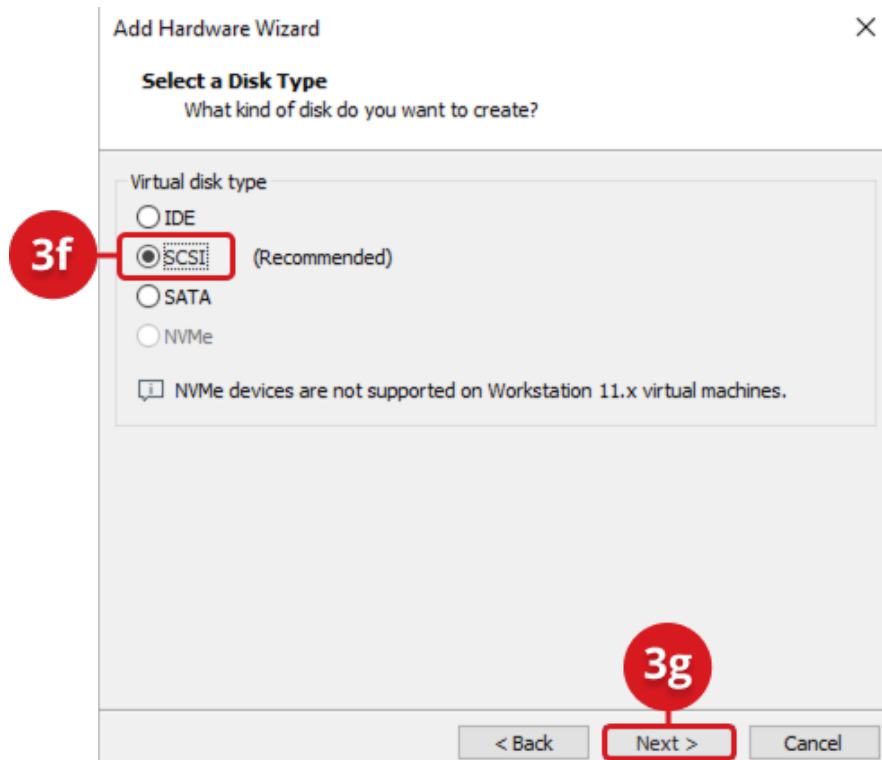 Add Hardware Wizard
Select a Disk Type
What kind of disk do you want to create?
Virtual disk type
IDE
3f
SCSI (Recommended)
SATA
NVMe
NVMe devices are not supported on Workstation 11.x virtual machines.
3g
< Back Next > Cancel